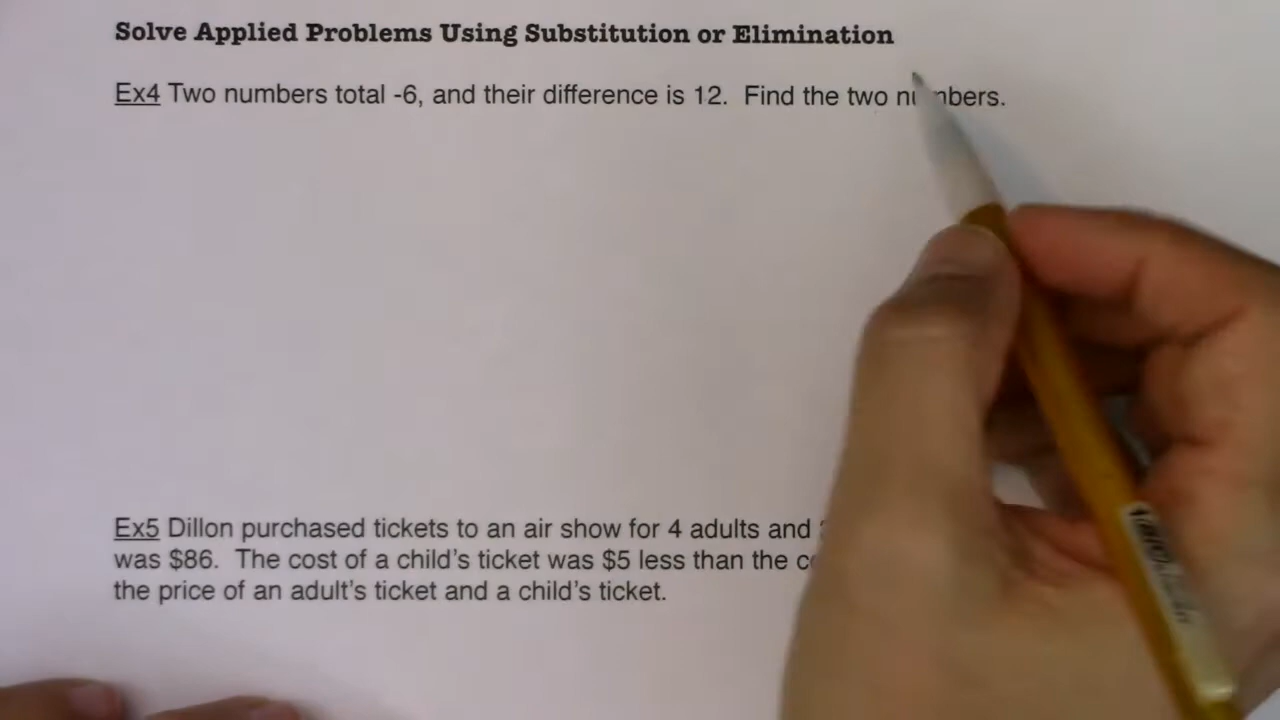 Solve Applied Problems Using Substitution or Elimination
Ex4 Two numbers total -6, and their difference is 12. Find the two numbers.
Ex5 Dillon purchased tickets to an air show for 4 adults and
was $86. The cost of a child's ticket was $5 less than the
the price of an adult's ticket and a child's ticket.